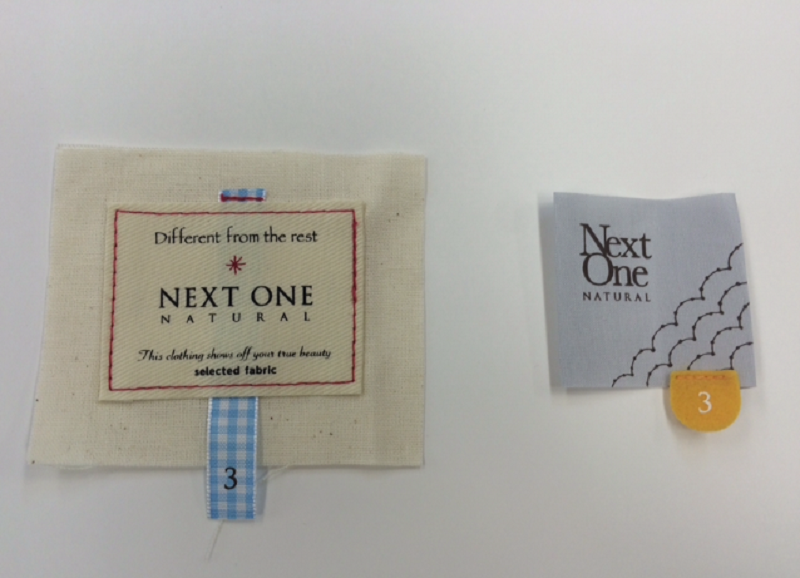 Different from the rest
NEXT ONE
NATURAL
This clothing shows off your true beauty
selected fabric
3
Next
One
NATURAL
3